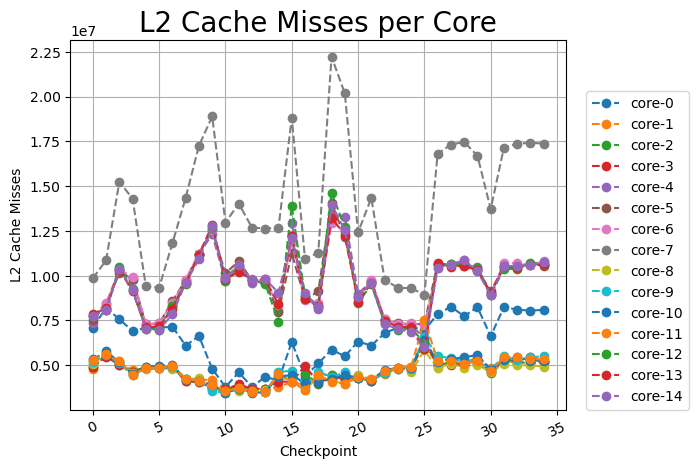 L2 Cache Misses per Core
1e7
2.25
2.00
1.75
1.50
1.25
1.00
0.75
0.50
L2 Cache Misses
0
5
10
15
20
25
30
35
Checkpoint
core-0
core-1
core-2
core-3
core-4
core-5
core-6
core-7
core-8
core-9
core-10
core-11
core-12
core-13
core-14